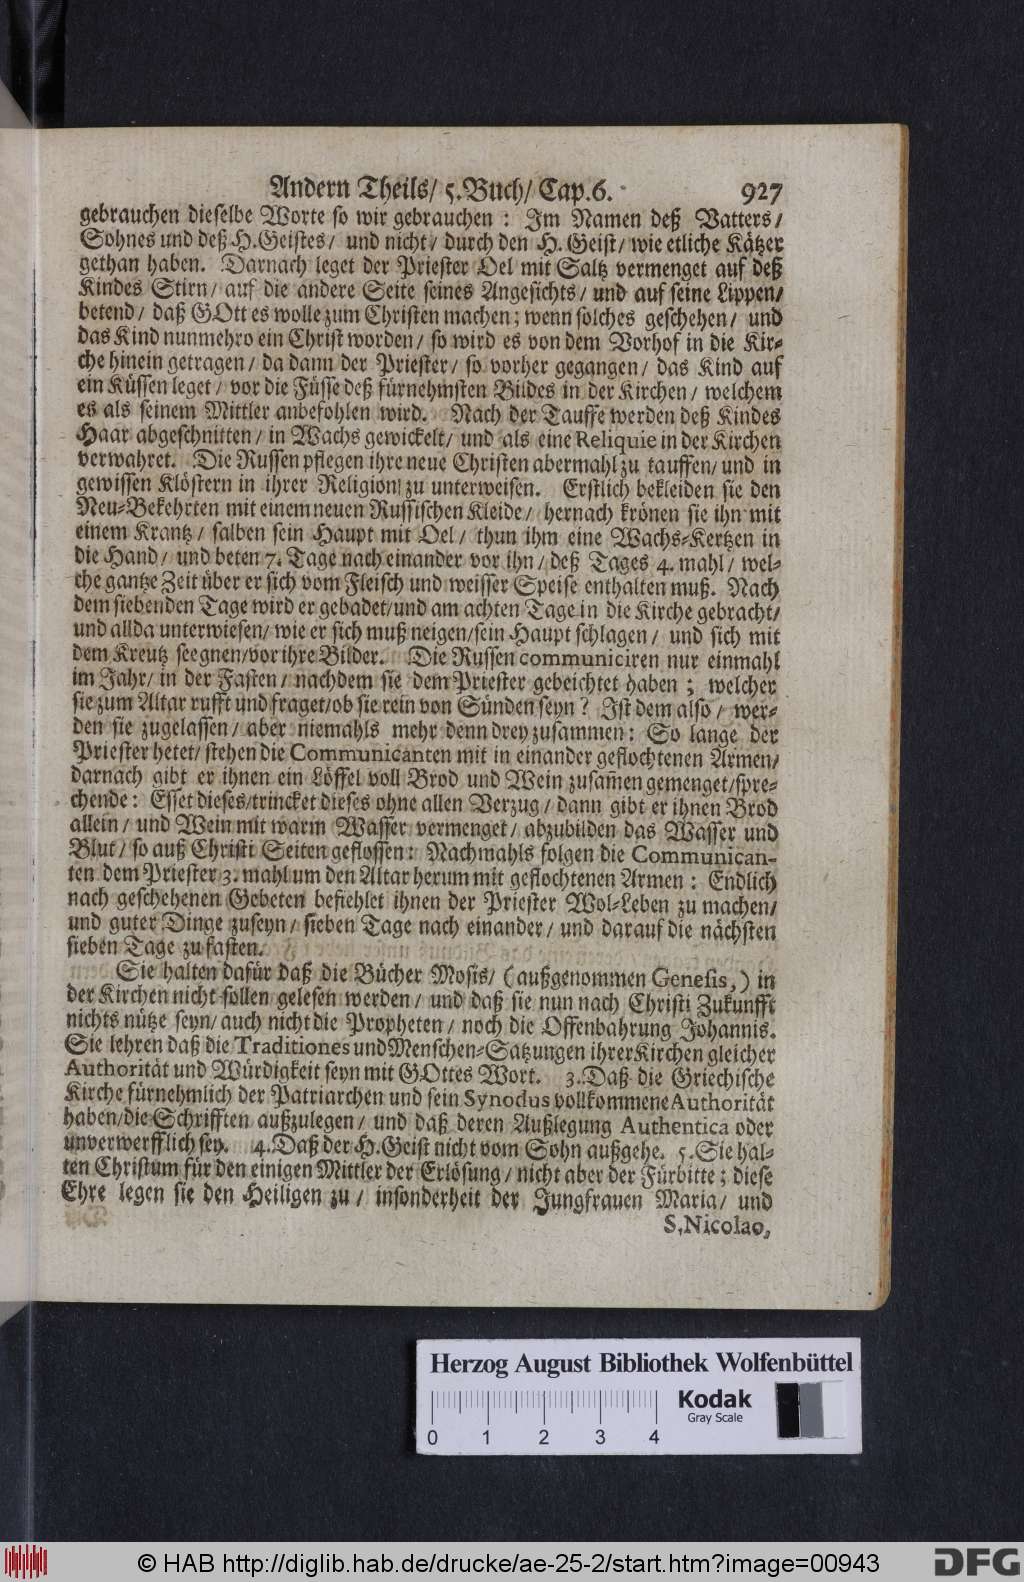 Andern Theils/ 5. Buch/ Cap. 6. 927
gebrauchen dieselbe Worte so wir gebrauchen : Im Namen deß Vatters/
Sohnes und deß H. Geistes/ und nicht/ durch den H. Geist/ wie etliche Kätzer
gethan haben. Darnach leget der Priester Oel mit Saltz vermenget auf deß
Kindes Stirn/ auf die andere Seite seines Angesichts/ und auf seine Lippen/
betend/ daß GOtt es wolle zum Christen machen; wenn solches geschehen/ und
das Kind nunmehro ein Christ worden/ so wird es von dem Vorhof in die Kir-
che hinein getragen/ da dann der Priester/ so vorher gegangen/ das Kind auf
ein Küssen leget/ vor die Füsse deß fürnehmsten Bildes in der Kirchen/ welchem
es als seinem Mittler anbefohlen wird. Nach der Tauffe werden deß Kindes
Haar abgeschnitten/ in Wachs gewickelt/ und als eine Reliquie in der Kirchen
verwahret. Die Russen pflegen ihre neue Christen abermahl zu tauffen/ und in
gewissen Klöstern in ihrer Religion zu unterweisen. Erstlich bekleiden sie den
Neu-Bekehrten mit einem neuen Russischen Kleide/ hernach krönen sie ihn mit
einem Krantz/ salben sein Haupt mit Oel/ thun ihm eine Wachs-Kertzen in
die Hand/ und beten 7. Tage nach einander vor ihn/ deß Tages 4. mahl/ wel-
che gantze Zeit über er sich vom Fleisch und weisser Speise enthalten muß. Nach
dem siebenden Tage wird er gebadet/ und am achten Tage in die Kirche gebracht/
und allda unterwiesen/ wie er sich muß neigen/ sein Haupt schlagen/ und sich mit
dem Kreutz seegnen/ vor ihre Bilder. Die Russen communiciren nur einmahl
im Jahr/ in der Fasten/ nachdem sie dem Priester gebeichtet haben ; welcher
sie zum Altar rufft und fraget/ ob sie rein von Sünden seyn? Ist dem also/ wer-
den sie zugelassen/ aber niemahls mehr denn drey zusammen: So lange der
Priester betet/ stehen die Communicanten mit in einander geflochtenen Armen/
darnach gibt er ihnen ein Löffel voll Brod und Wein zusam̃en gemenget/ spre-
chende: Esset dieses/ trincket dieses ohne allen Verzug/ dann gibt er ihnen Brod
allein/ und Wein mit warm Wasser vermenget/ abzubilden das Wasser und
Blut/ so auß Christi Seiten geflossen: Nachmahls folgen die Communican-
ten dem Priester 3. mahl um den Altar herum mit geflochtenen Armen : Endlich
nach geschehenen Gebeten befiehlet ihnen der Priester Wol-Leben zu machen/
und guter Dinge zuseyn/ sieben Tage nach einander/ und darauf die nächsten
sieben Tage zu fasten.
Sie halten dafür daß die Bücher Mosis/ (außgenommen Genesis,) in
der Kirchen nicht sollen gelesen werden/ und daß sie nun nach Christi Zukunfft
nichts nütze seyn/ auch nicht die Propheten/ noch die Offenbahrung Johannis.
Sie lehren daß die Traditiones und Menschen-Satzungen ihrer Kirchen gleicher
Authorität und Würdigkeit seyn mit GOttes Wort. 3. Daß die Griechische
Kirche fürnehmlich der Patriarchen und sein Synodus vollkommene Authorität
haben/ die Schrifften außzulegen/ und daß deren Außlegung Authentica oder
unverwerfflich sey. 4. Daß der H. Geist nicht vom Sohn außgehe. 5. Sie hal-
ten Christum für den einigen Mittler der Erlösung/ nicht aber der Fürbitte; diese
Ehre legen sie den Heiligen zu/ insonderheit der Jungfrauen Maria/ und
S. Nicolao,
Herzog August Bibliothek Wolfenbüttel
Kodak
Gray Scale
0 1 2 3 4
© HAB http://diglib.hab.de/drucke/ae-25-2/start.htm?image=00943
DFG